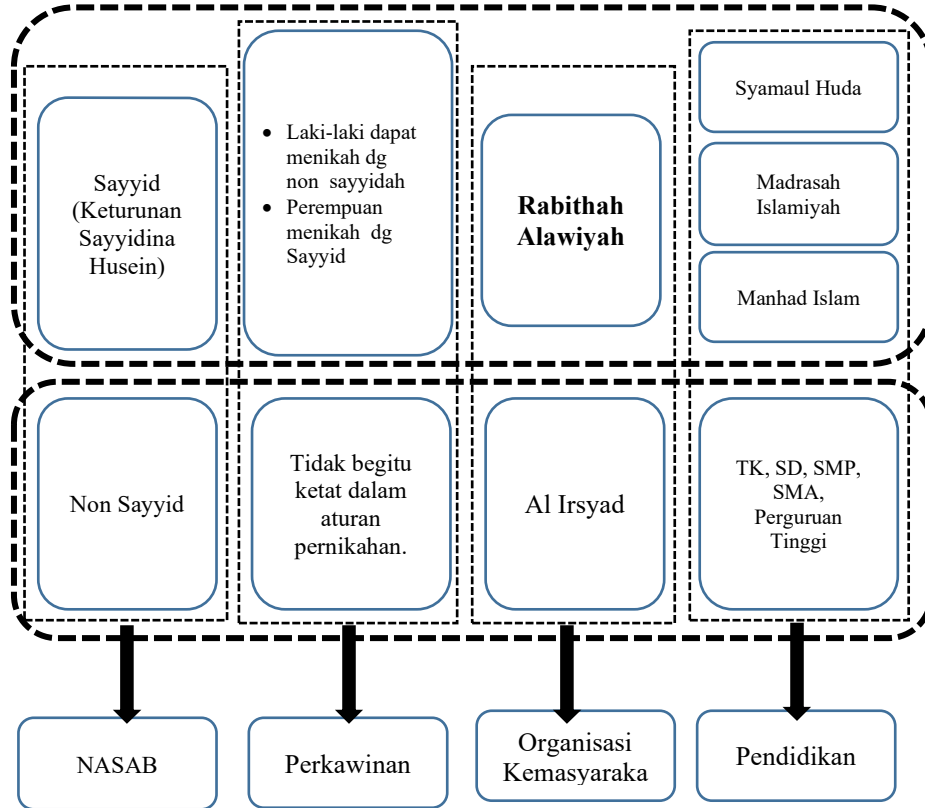 Sayyid
(Keturunan
Sayyidina
Husein)
• Laki-laki dapat
menikah dg
non sayyidah
• Perempuan
menikah dg
Sayyid
Rabithah
Alawiyah
Syamaul Huda
Madrasah
Islamiyah
Manhad Islam
Non Sayyid
Tidak begitu
ketat dalam
aturan
pernikahan.
Al Irsyad
TK, SD, SMP,
SMA,
Perguruan
Tinggi
NASAB
Perkawinan
Organisasi
Kemasyaraka
Pendidikan